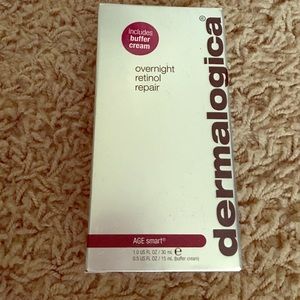 includes
buffer
cream
overnight
retinol
repair
dermalogica®
AGE smart®
1.0 US FL OZ / 30 mL ℮
0.5 US FL OZ / 15 mL (buffer cream)